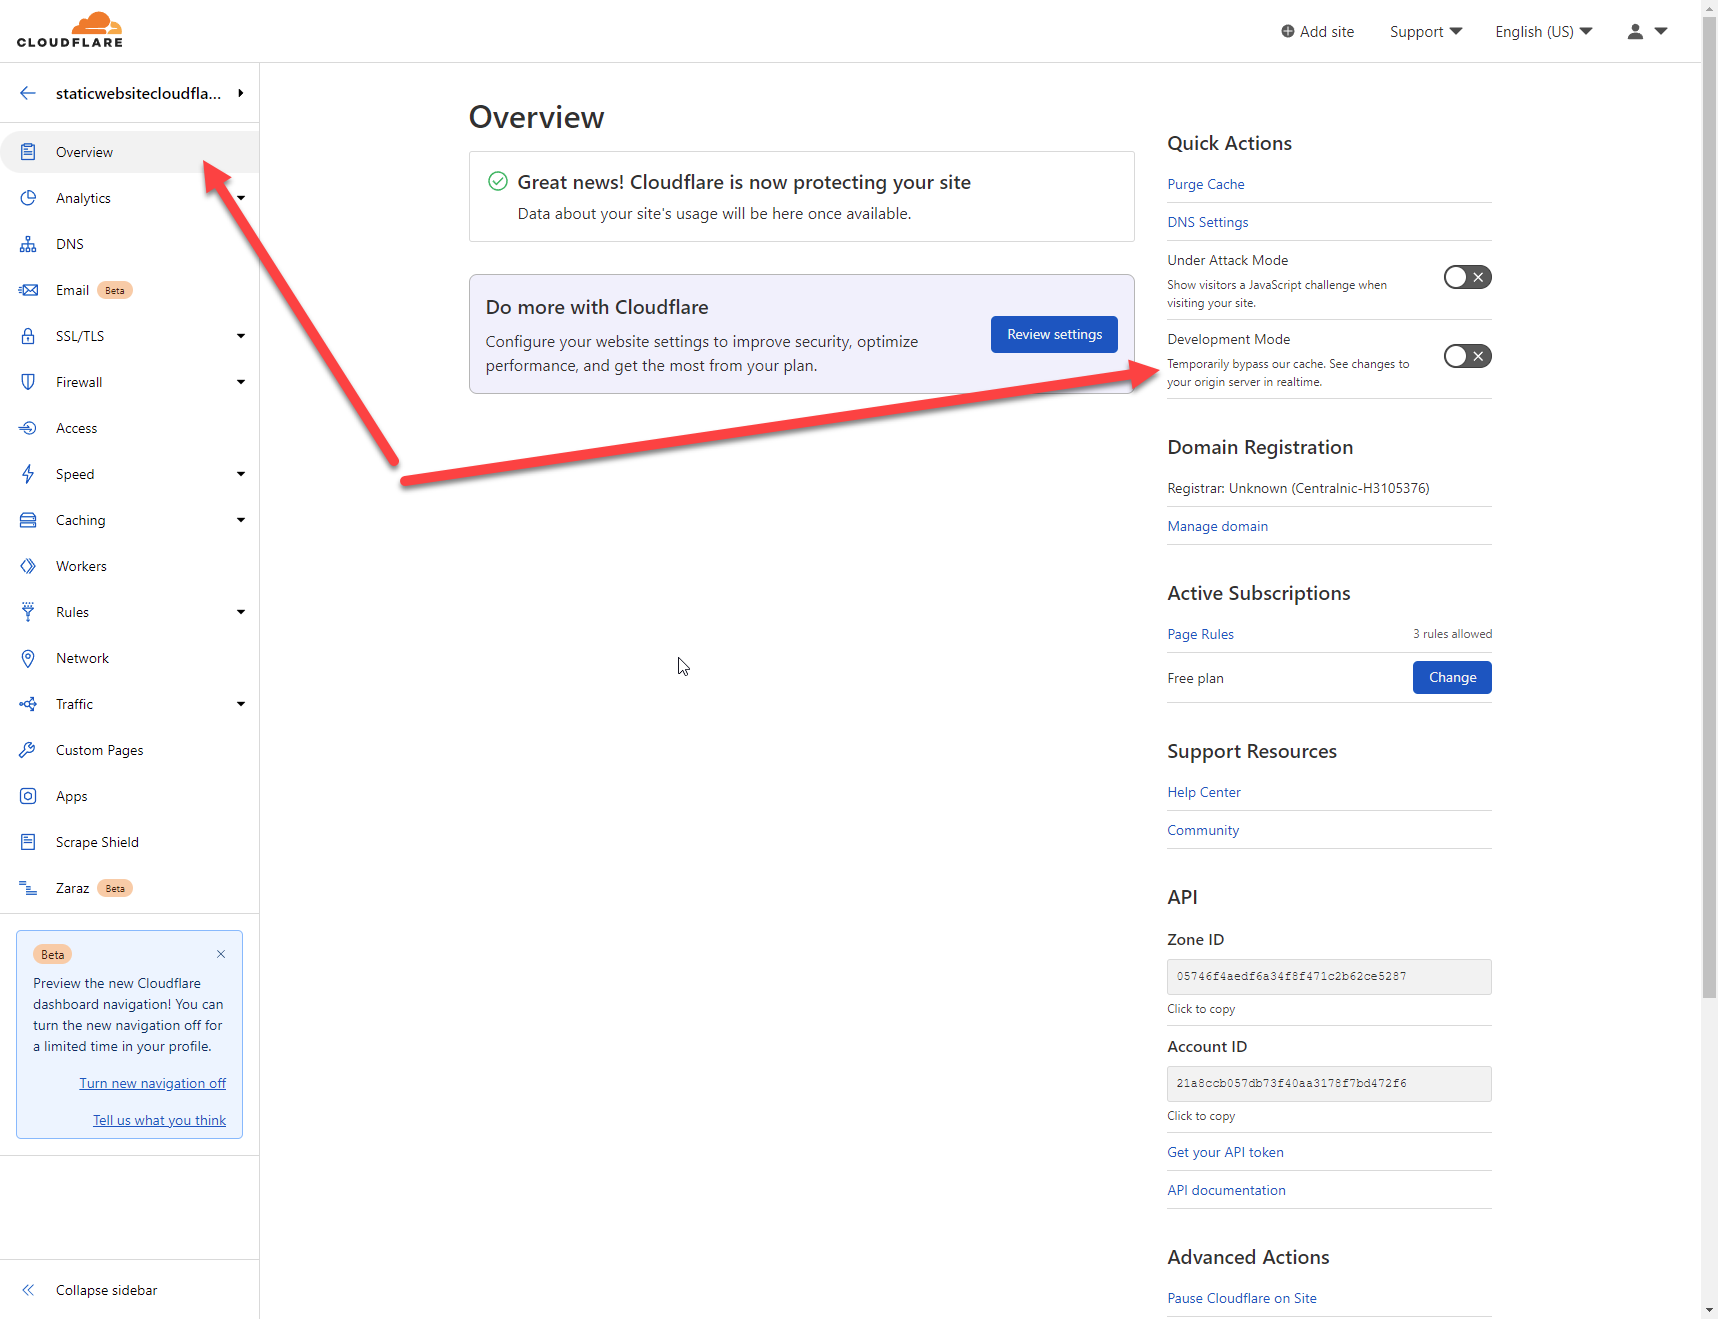 CLOUDFLARE
Add site
Support
English (US)
staticwebsitecloudfla...
Overview
Analytics
DNS
Email Beta
SSL/TLS
Firewall
Access
Speed
Caching
Workers
Rules
Network
Traffic
Custom Pages
Apps
Scrape Shield
Zaraz Beta
Beta
Preview the new Cloudflare
dashboard navigation! You can
turn the new navigation off for
a limited time in your profile.
Turn new navigation off
Tell us what you think
Collapse sidebar
Overview
Great news! Cloudflare is now protecting your site
Data about your site's usage will be here once available.
Do more with Cloudflare
Configure your website settings to improve security, optimize
performance, and get the most from your plan.
Review settings
Quick Actions
Purge Cache
DNS Settings
Under Attack Mode
Show visitors a JavaScript challenge when
visiting your site.
Development Mode
Temporarily bypass our cache. See changes to
your origin server in realtime.
Domain Registration
Registrar: Unknown (Centralnic-H3105376)
Manage domain
Active Subscriptions
Page Rules 3 rules allowed
Free plan Change
Support Resources
Help Center
Community
API
Zone ID
05746f4aedf6a34f8f471c2b62ce5287
Click to copy
Account ID
21a8ccb057db73f40aa3178f7bd472f6
Click to copy
Get your API token
API documentation
Advanced Actions
Pause Cloudflare on Site